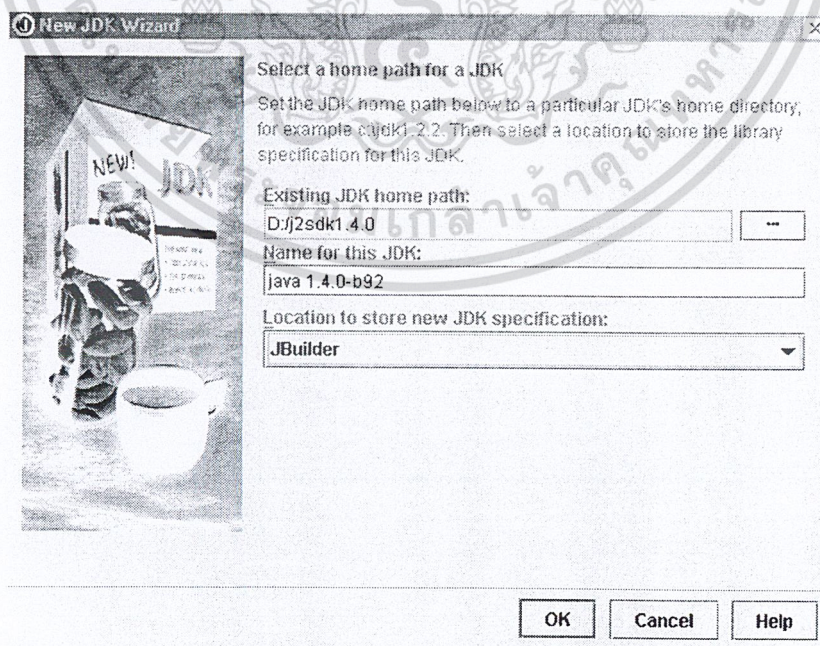 New JDK Wizard
Select a home path for a JDK
Set the JDK home path below to a particular JDK's home directory,
for example c:\jdk1.2.2. Then select a location to store the library
specification for this JDK.
Existing JDK home path:
D:/j2sdk1.4.0
...
Name for this JDK:
java 1.4.0-b92
Location to store new JDK specification:
JBuilder
NEW!
JDK
OK
Cancel
Help